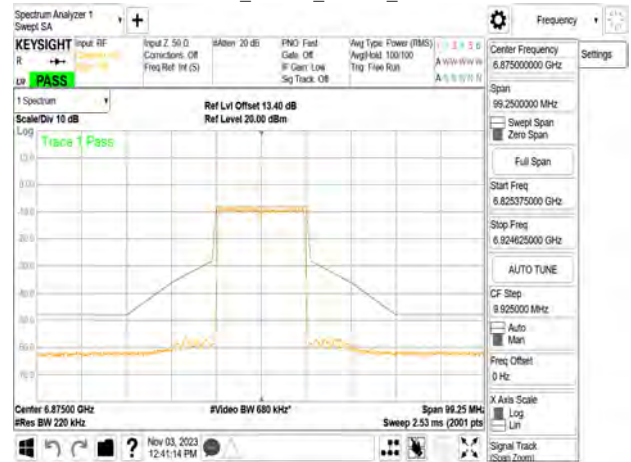 Spectrum Analyzer 1
Swept SA
+
Frequency
KEYSIGHT
Input: RF
Input Z: 50 Ω
Corrections: Off
Freq Ref: Int (S)
#Atten: 20 dB
PNO: Fast
Gate: Off
IF Gain: Low
Sig Track: Off
Avg Type: Power (RMS)
Avg|Hold: 100/100
Trig: Free Run
R
PASS
Center Frequency
6.875000000 GHz
Settings
Span
99.2500000 MHz
Swept Span
Zero Span
Full Span
Start Freq
6.825375000 GHz
Stop Freq
6.924625000 GHz
AUTO TUNE
CF Step
9.925000 MHz
Auto
Man
Freq Offset
0 Hz
X Axis Scale
Log
Lin
Signal Track
(Span Zoom)
1 Spectrum
Scale/Div 10 dB
Ref Lvl Offset 13.40 dB
Ref Level 20.00 dBm
Log
Trace 1 Pass
Center 6.87500 GHz
#Video BW 680 kHz*
Span 99.25 MHz
#Res BW 220 kHz
Sweep 2.53 ms (2001 pts)
?
Nov 03, 2023
12:41:14 PM